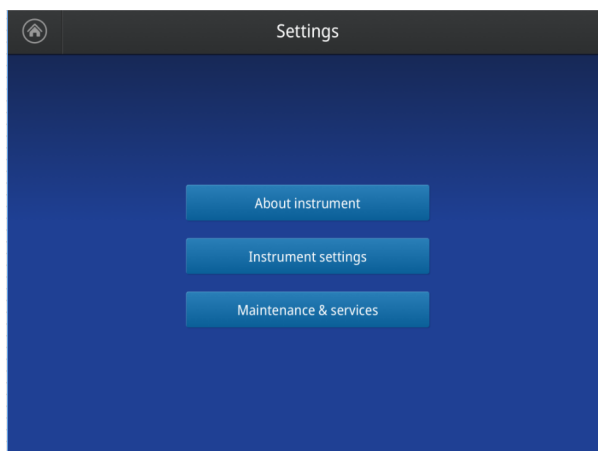 Settings
About instrument
Instrument settings
Maintenance & services